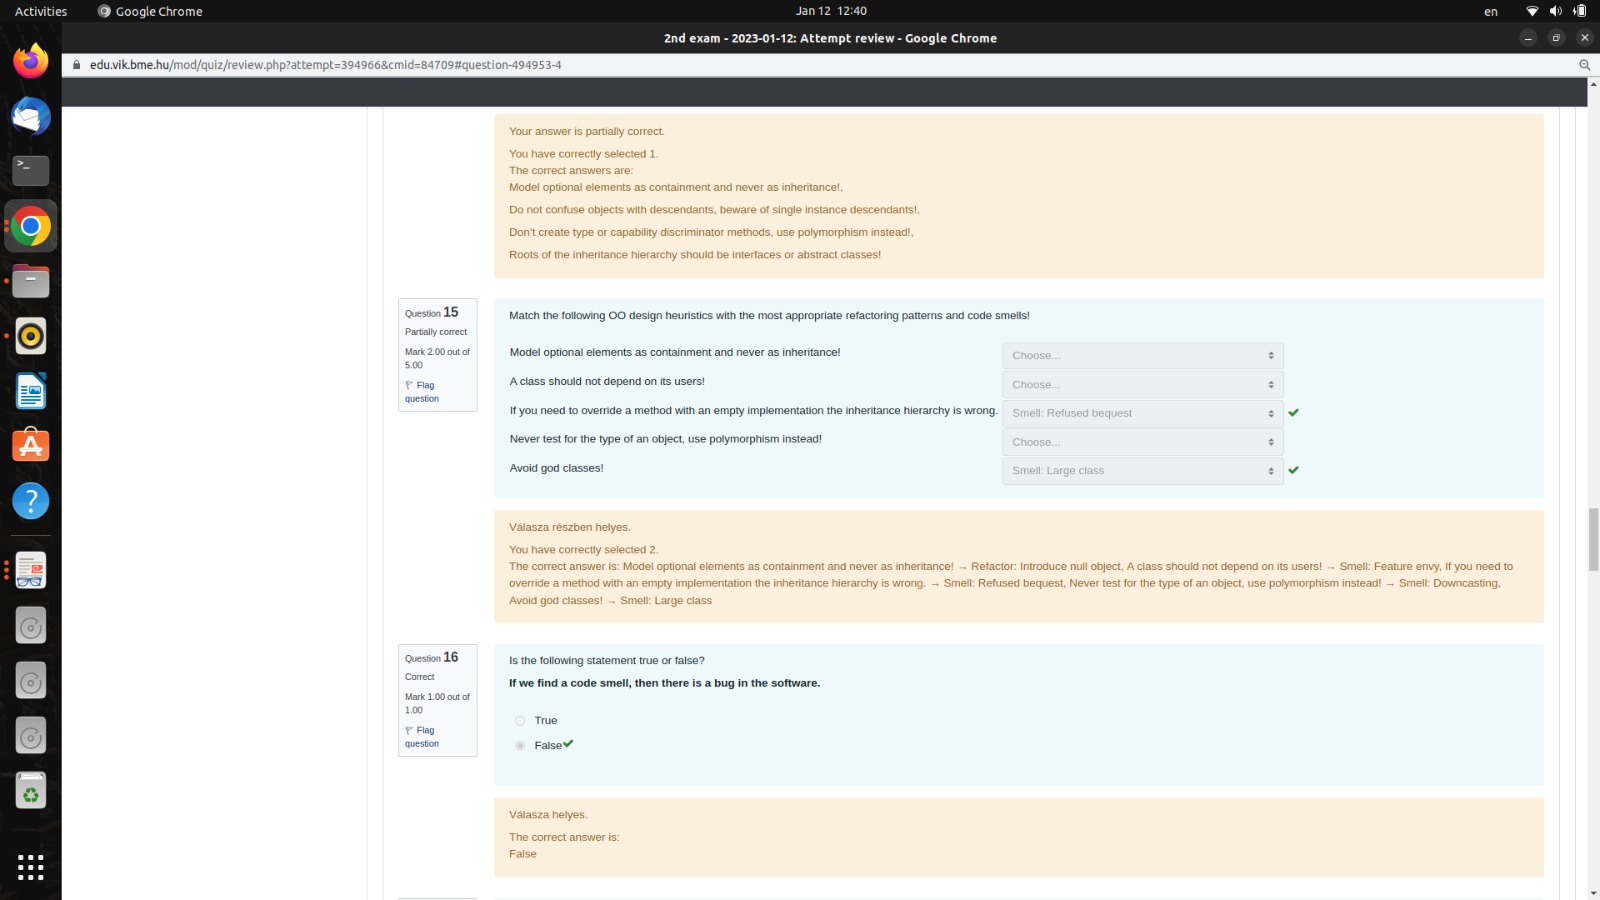 Activities
Google Chrome
Jan 12 12:40
en
2nd exam - 2023-01-12: Attempt review - Google Chrome
edu.vik.bme.hu/mod/quiz/review.php?attempt=394966&cmid=84709#question-494953-4
Your answer is partially correct.
You have correctly selected 1.
The correct answers are:
Model optional elements as containment and never as inheritance!,
Do not confuse objects with descendants, beware of single instance descendants!,
Don't create type or capability discriminator methods, use polymorphism instead!,
Roots of the inheritance hierarchy should be interfaces or abstract classes!
Question 15
Partially correct
Mark 2.00 out of
5.00
Flag
question
Match the following OO design heuristics with the most appropriate refactoring patterns and code smells!
Model optional elements as containment and never as inheritance!
Choose...
A class should not depend on its users!
Choose...
If you need to override a method with an empty implementation the inheritance hierarchy is wrong.
Smell: Refused bequest
Never test for the type of an object, use polymorphism instead!
Choose...
Avoid god classes!
Smell: Large class
Válasza részben helyes.
You have correctly selected 2.
The correct answer is: Model optional elements as containment and never as inheritance! → Refactor: Introduce null object, A class should not depend on its users! → Smell: Feature envy, If you need to
override a method with an empty implementation the inheritance hierarchy is wrong. → Smell: Refused bequest, Never test for the type of an object, use polymorphism instead! → Smell: Downcasting,
Avoid god classes! → Smell: Large class
Question 16
Correct
Mark 1.00 out of
1.00
Flag
question
Is the following statement true or false?
If we find a code smell, then there is a bug in the software.
True
False
Válasza helyes.
The correct answer is:
False